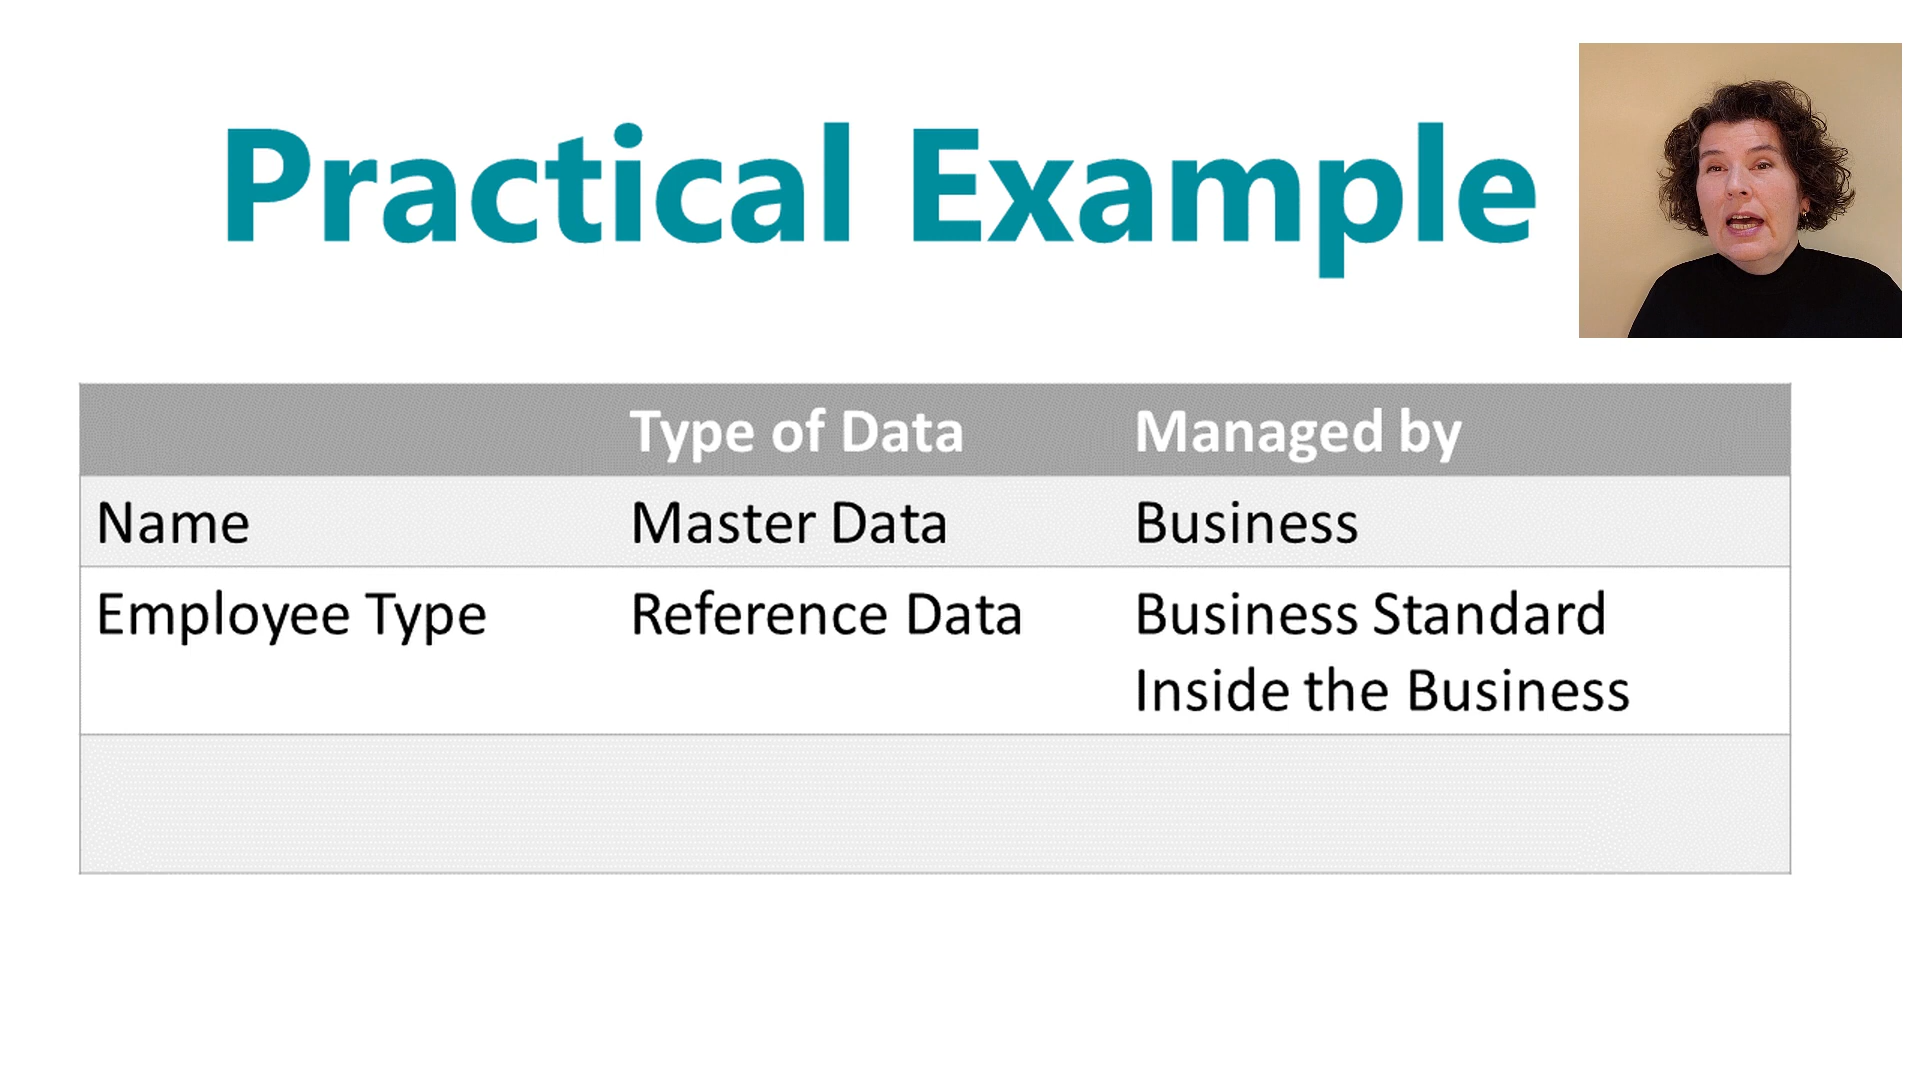 Practical Example
Type of Data Managed by
Name Master Data Business
Employee Type Reference Data Business Standard
Inside the Business